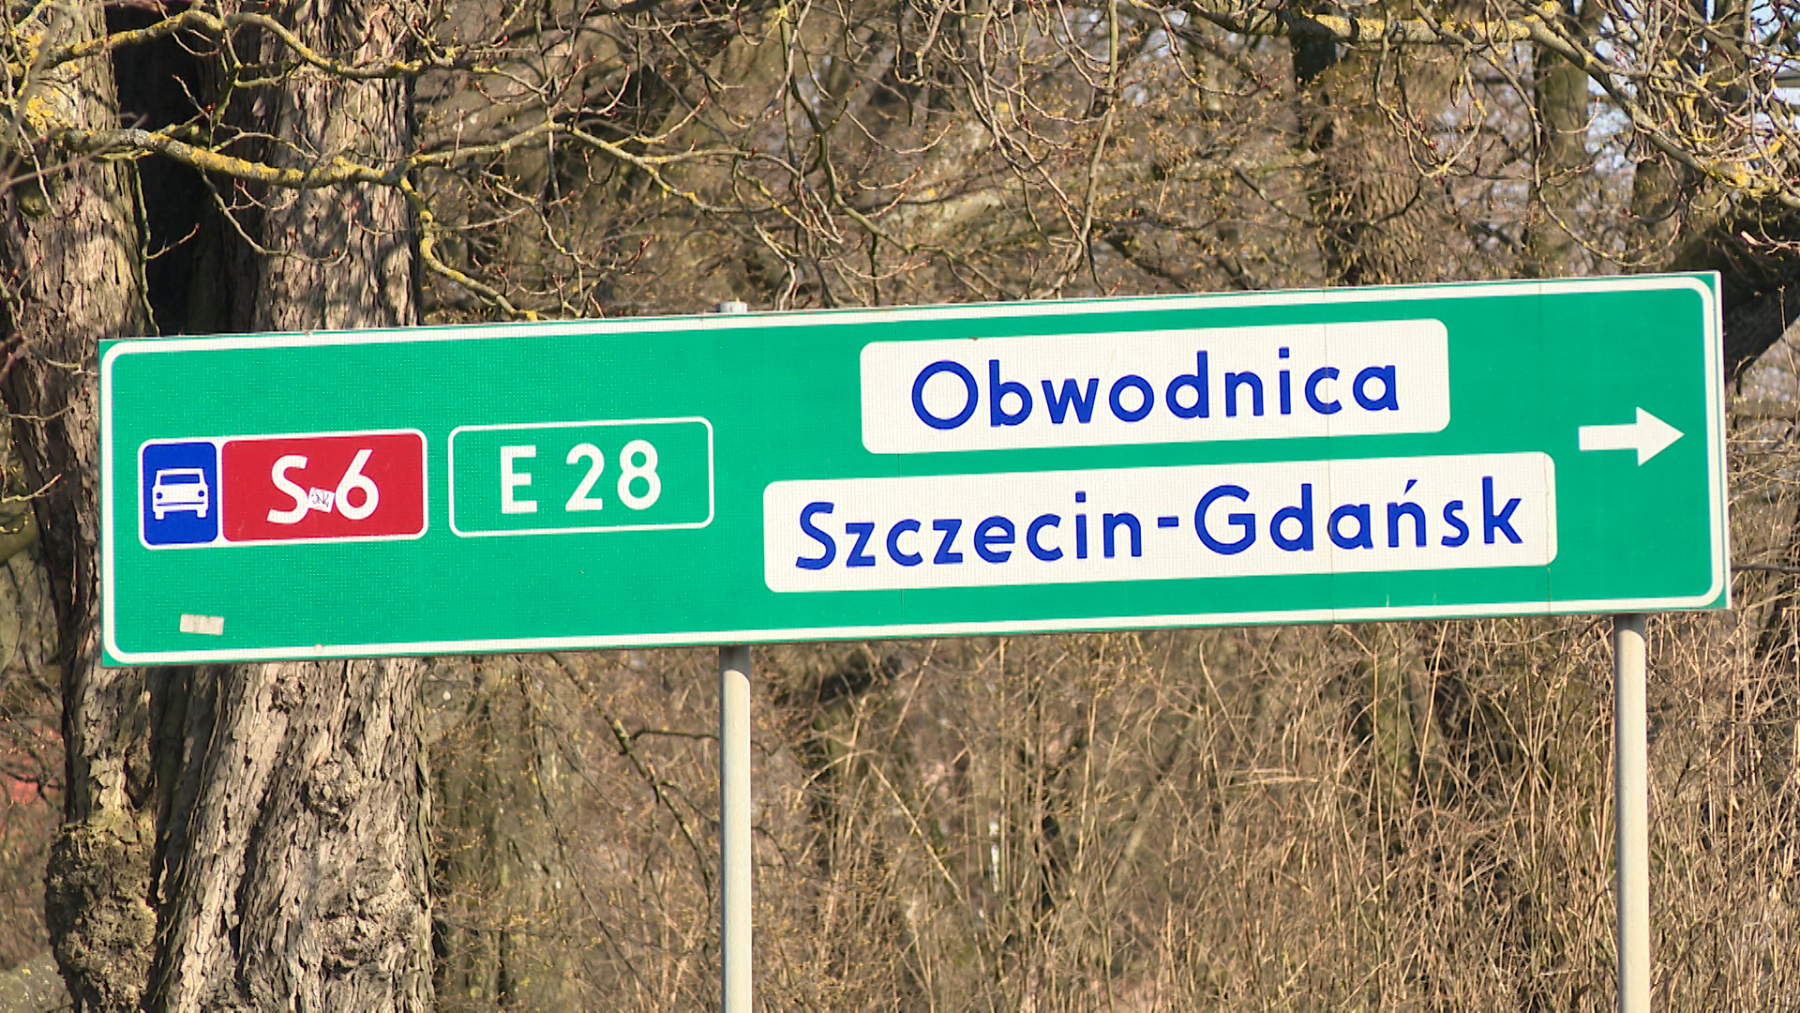 S-6 E 28
Obwodnica
Szczecin-Gdańsk